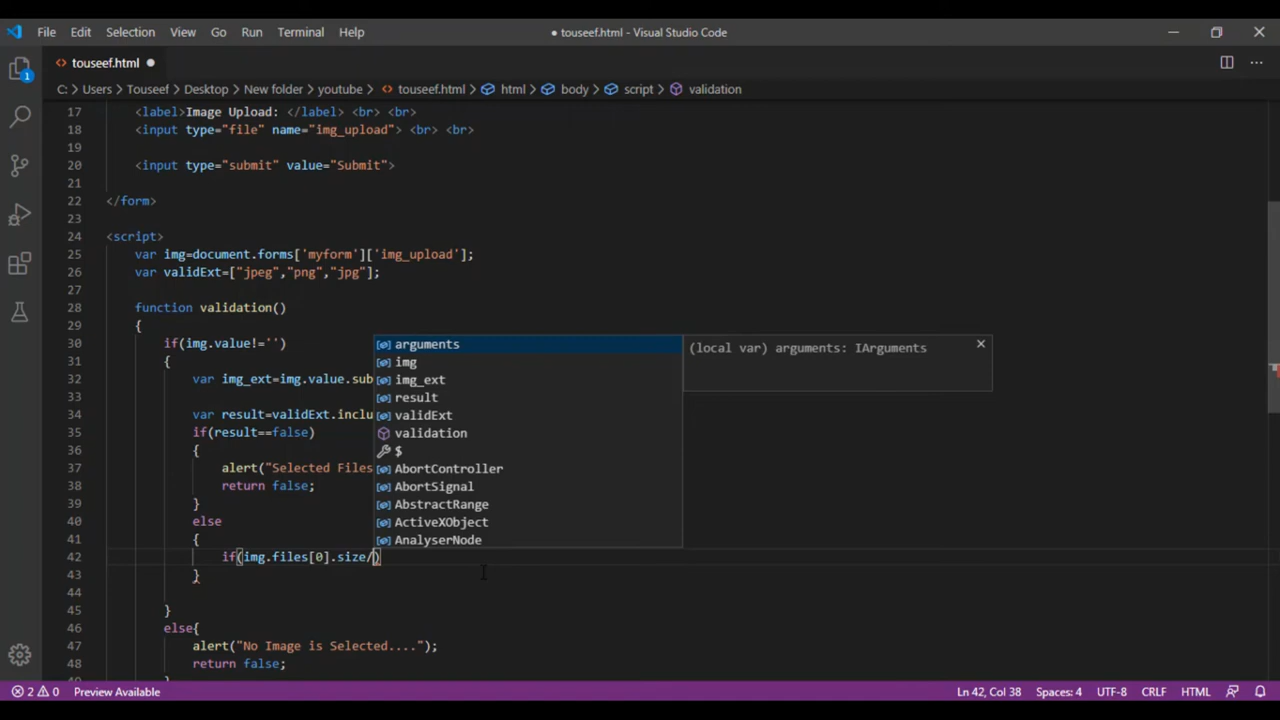 File Edit Selection View Go Run Terminal Help ● touseef.html - Visual Studio Code
1
<> touseef.html ●
C: > Users > Touseef > Desktop > New folder > youtube > <> touseef.html > html > body > script > validation
17 <label>Image Upload: </label> <br> <br>
18 <input type="file" name="img_upload"> <br> <br>
19
20 <input type="submit" value="Submit">
21
22 </form>
23
24 <script>
25 var img=document.forms['myform']['img_upload'];
26 var validExt=["jpeg","png","jpg"];
27
28 function validation()
29 {
30 if(img.value!='') arguments (local var) arguments: IArguments
31 { img
32 var img_ext=img.value.sub img_ext
33 result
34 var result=validExt.inclu validExt
35 if(result==false) validation
36 { $
37 alert("Selected Files AbortController
38 return false; AbortSignal
39 } AbstractRange
40 else ActiveXObject
41 { AnalyserNode
42 if(img.files[0].size/)
43 }
44
45 }
46 else{
47 alert("No Image is Selected....");
48 return false;
2 0 Preview Available Ln 42, Col 38 Spaces: 4 UTF-8 CRLF HTML